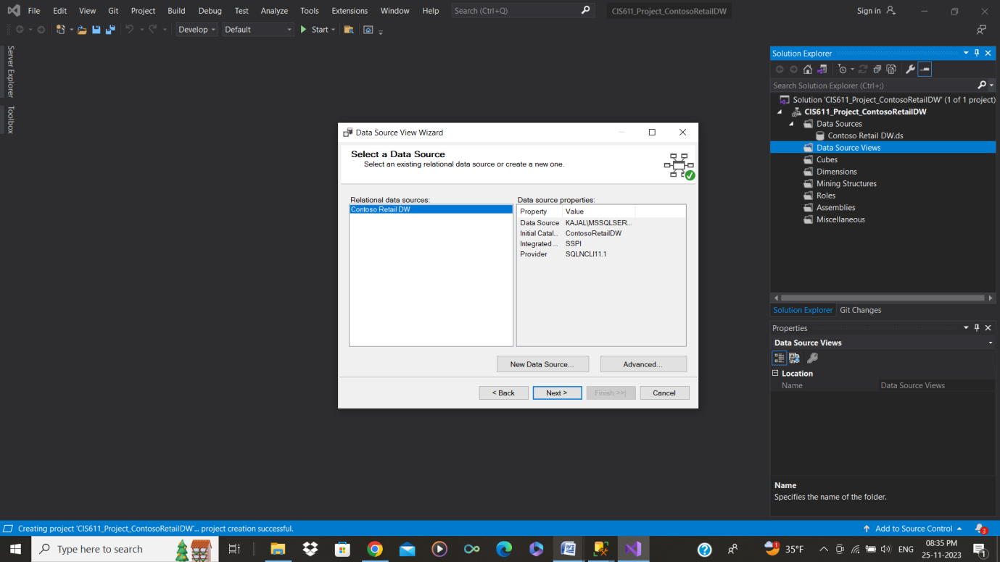 File Edit View Git Project Build Debug Test Analyze Tools Extensions Window Help Search (Ctrl+Q) CIS611_Project_ContosoRetailDW Sign in
Develop Default Start
Server Explorer
Toolbox
Data Source View Wizard
Select a Data Source
Select an existing relational data source or create a new one.
Relational data sources:
Contoso Retail DW
Data source properties:
Property Value
Data Source KAJAL\MSSQLSER...
Initial Catal... ContosoRetailDW
Integrated ... SSPI
Provider SQLNCLI11.1
New Data Source... Advanced...
< Back Next > Finish >>| Cancel
Solution Explorer
Search Solution Explorer (Ctrl+;)
Solution 'CIS611_Project_ContosoRetailDW' (1 of 1 project)
CIS611_Project_ContosoRetailDW
Data Sources
Contoso Retail DW.ds
Data Source Views
Cubes
Dimensions
Mining Structures
Roles
Assemblies
Miscellaneous
Solution Explorer Git Changes
Properties
Data Source Views
Location
Name Data Source Views
Name
Specifies the name of the folder.
Creating project 'CIS611_Project_ContosoRetailDW'... project creation successful. Add to Source Control 3
Type here to search 1 35°F ENG 08:35 PM
25-11-2023 1